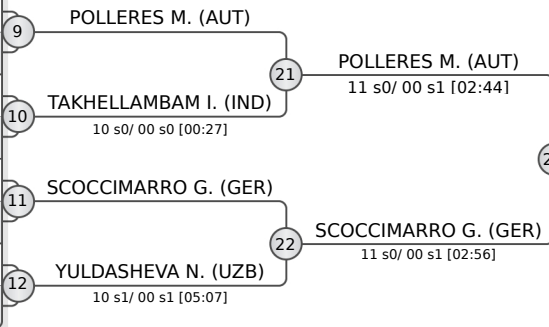 9
POLLERES M. (AUT)
21
POLLERES M. (AUT)
11 s0/ 00 s1 [02:44]
10
TAKHELLAMBAM I. (IND)
10 s0/ 00 s0 [00:27]
11
SCOCCIMARRO G. (GER)
22
SCOCCIMARRO G. (GER)
11 s0/ 00 s1 [02:56]
12
YULDASHEVA N. (UZB)
10 s1/ 00 s1 [05:07]